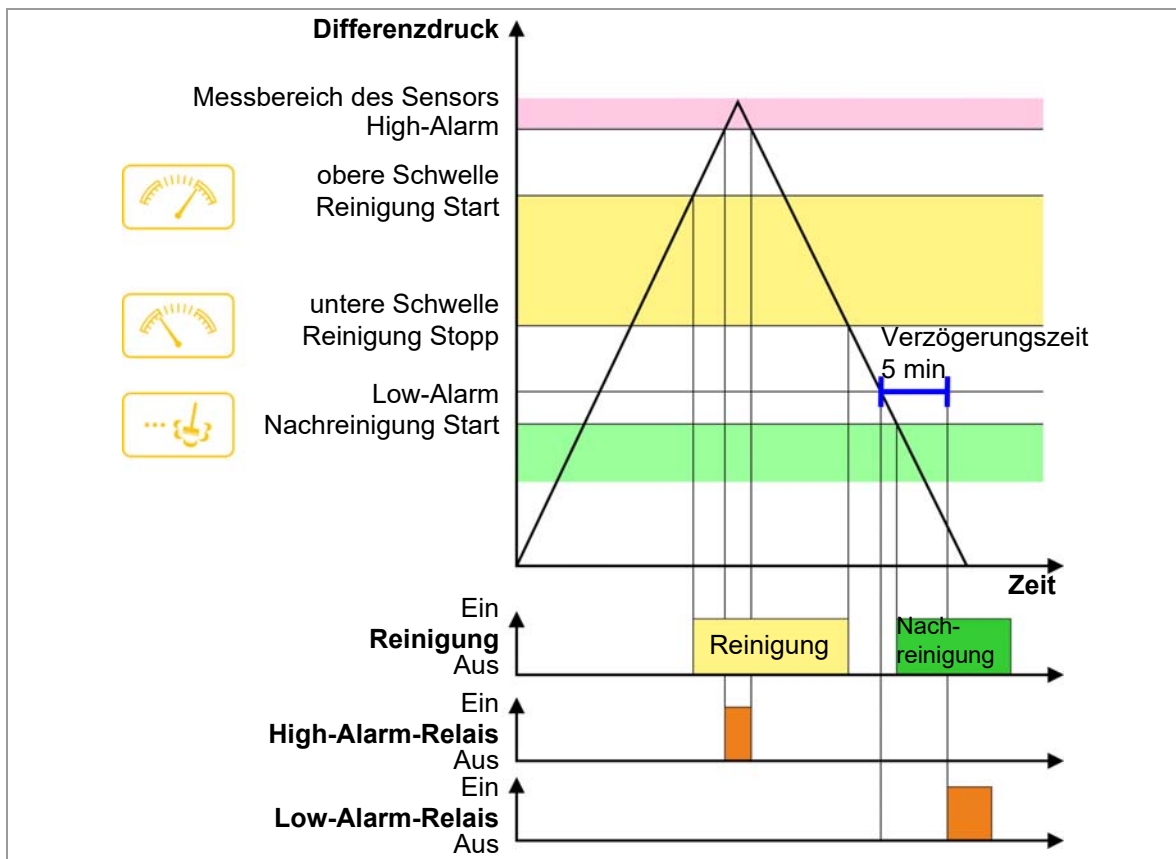 Differenzdruck
Messbereich des Sensors
High-Alarm
obere Schwelle
Reinigung Start
untere Schwelle
Reinigung Stopp
Verzögerungszeit
5 min
Low-Alarm
Nachreinigung Start
Zeit
Ein
Reinigung
Aus
Reinigung
Nach-
reinigung
Ein
High-Alarm-Relais
Aus
Ein
Low-Alarm-Relais
Aus